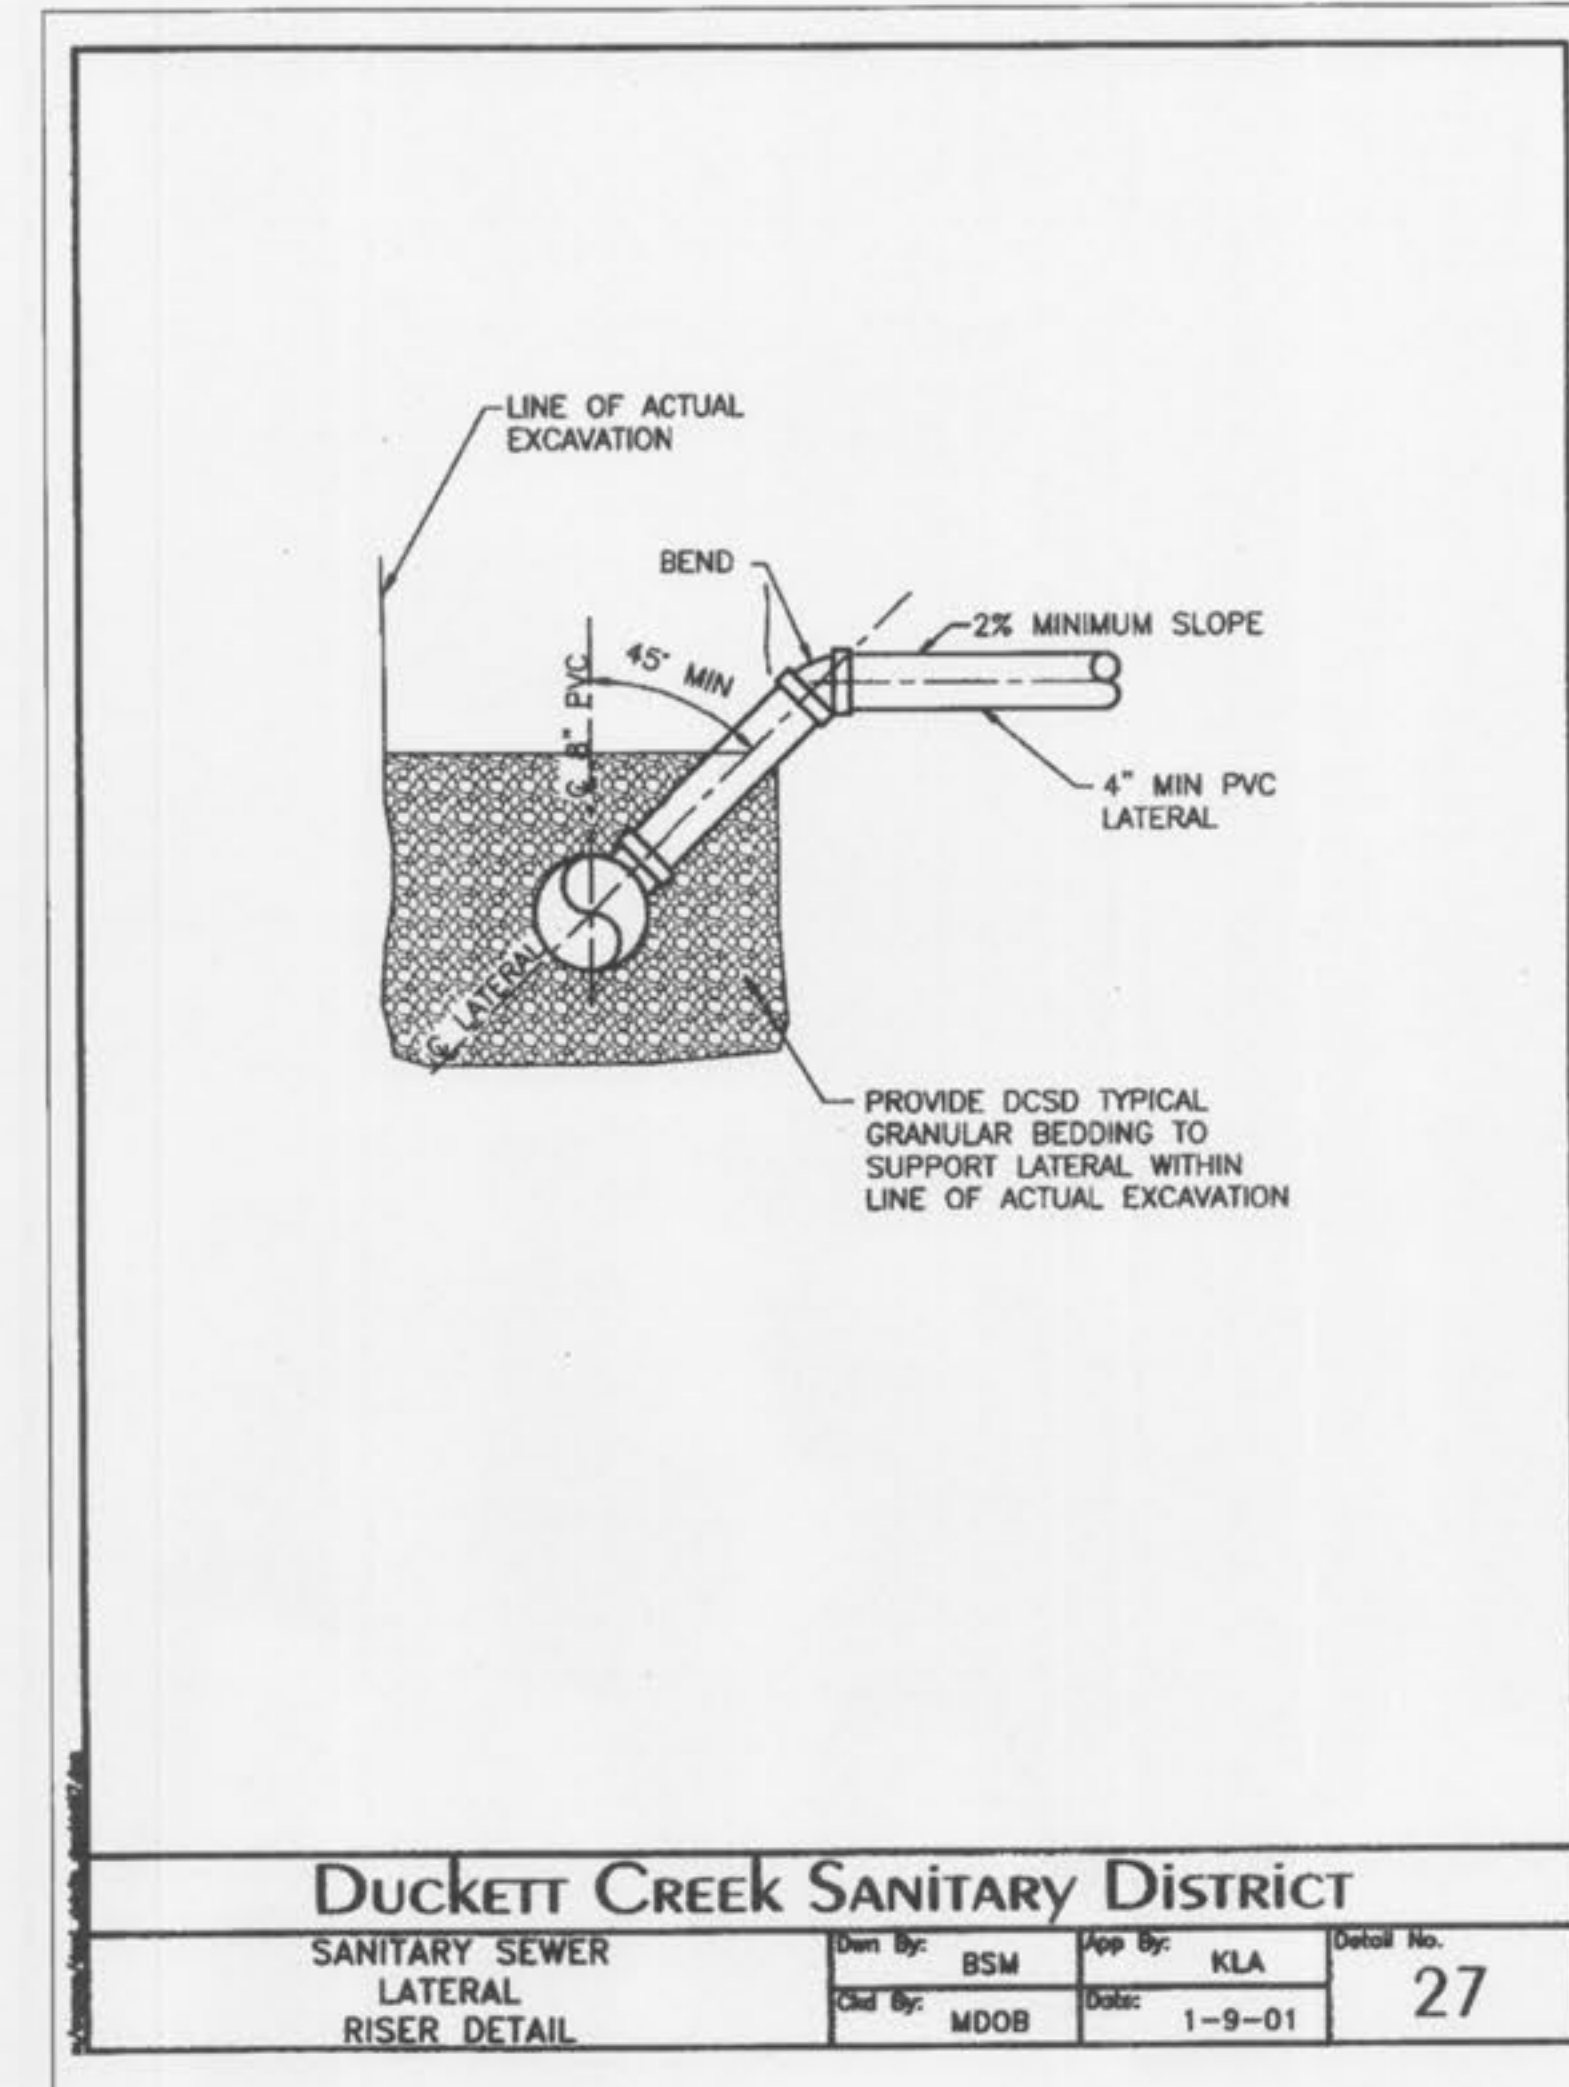 LINE OF ACTUAL
EXCAVATION
BEND
2% MINIMUM SLOPE
45° MIN
℄ 8" PVC
4" MIN PVC
LATERAL
℄ LATERAL
PROVIDE DCSD TYPICAL
GRANULAR BEDDING TO
SUPPORT LATERAL WITHIN
LINE OF ACTUAL EXCAVATION
DUCKETT CREEK SANITARY DISTRICT
SANITARY SEWER
LATERAL
RISER DETAIL
Dwn By: BSM
App By: KLA
Detail No.
27
Ckd By: MDOB
Date: 1-9-01